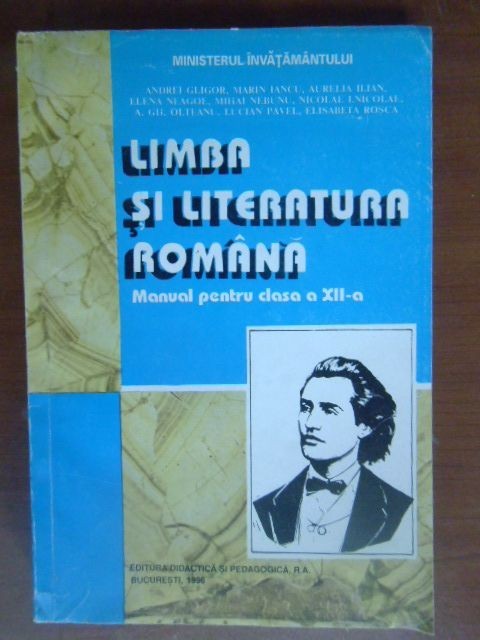 MINISTERUL ÎNVĂȚĂMÂNTULUI
ANDREI GLIGOR, MARIN IANCU, AURELIA ILIAN,
ELENA NEAGOE, MIHAI NEBUNU, NICOLAE I.NICOLAE,
A. GH. OLTEANU, LUCIAN PAVEL, ELISABETA ROȘCA
LIMBA
ȘI LITERATURA
ROMÂNĂ
Manual pentru clasa a XII-a
EDITURA DIDACTICĂ ȘI PEDAGOGICĂ, R.A.
BUCUREȘTI, 1996